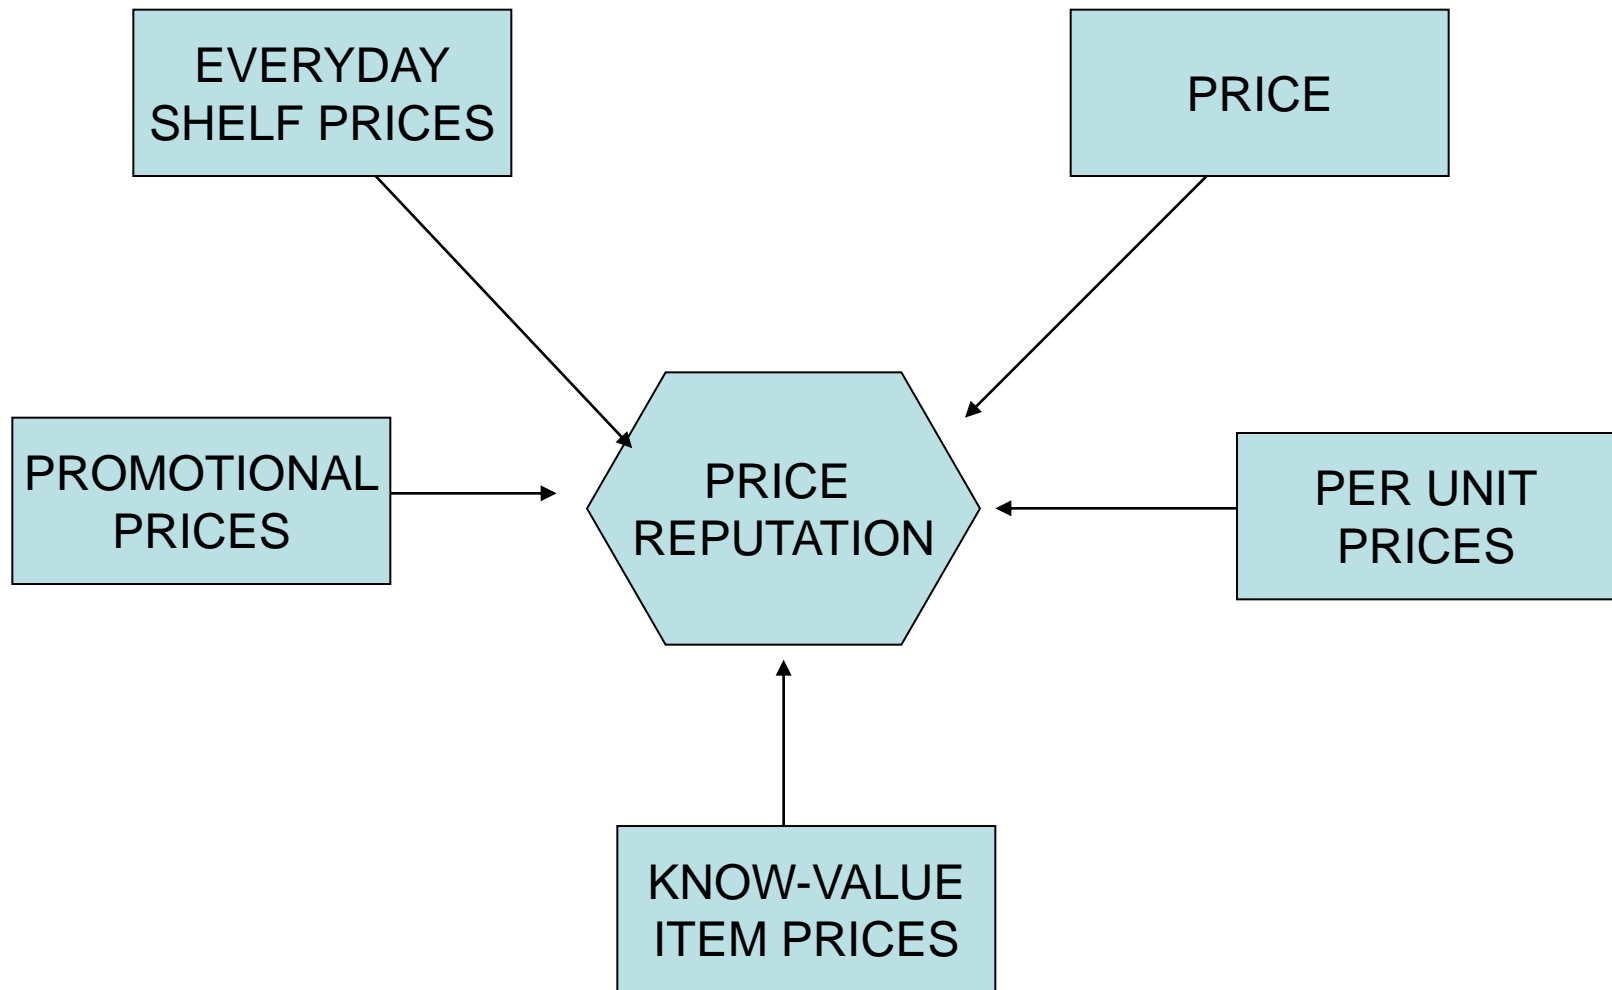 EVERYDAY
SHELF PRICES
PRICE
PROMOTIONAL
PRICES
PRICE
REPUTATION
PER UNIT
PRICES
KNOW-VALUE
ITEM PRICES